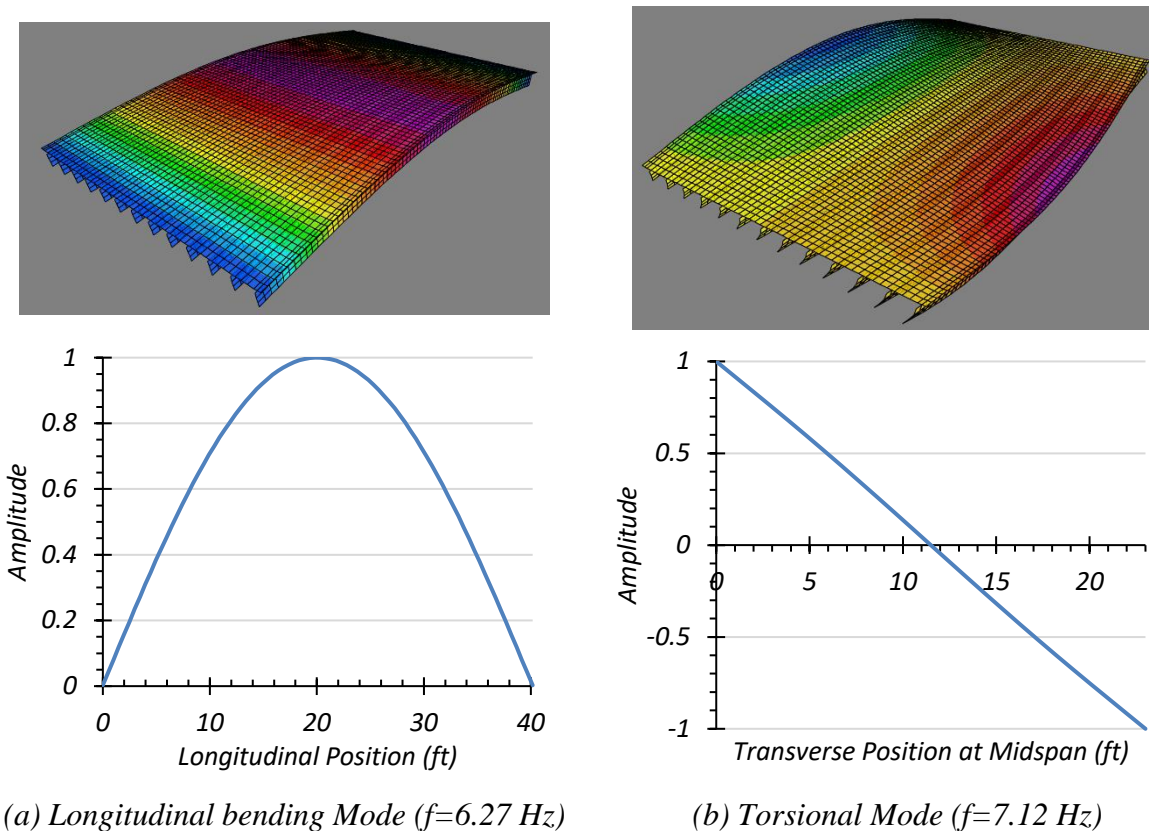 1
0.8
0.6
0.4
0.2
0
0 10 20 30 40
Amplitude
Longitudinal Position (ft)
1
0.5
0
-0.5
-1
0 5 10 15 20
Amplitude
Transverse Position at Midspan (ft)
(a) Longitudinal bending Mode (f=6.27 Hz)
(b) Torsional Mode (f=7.12 Hz)